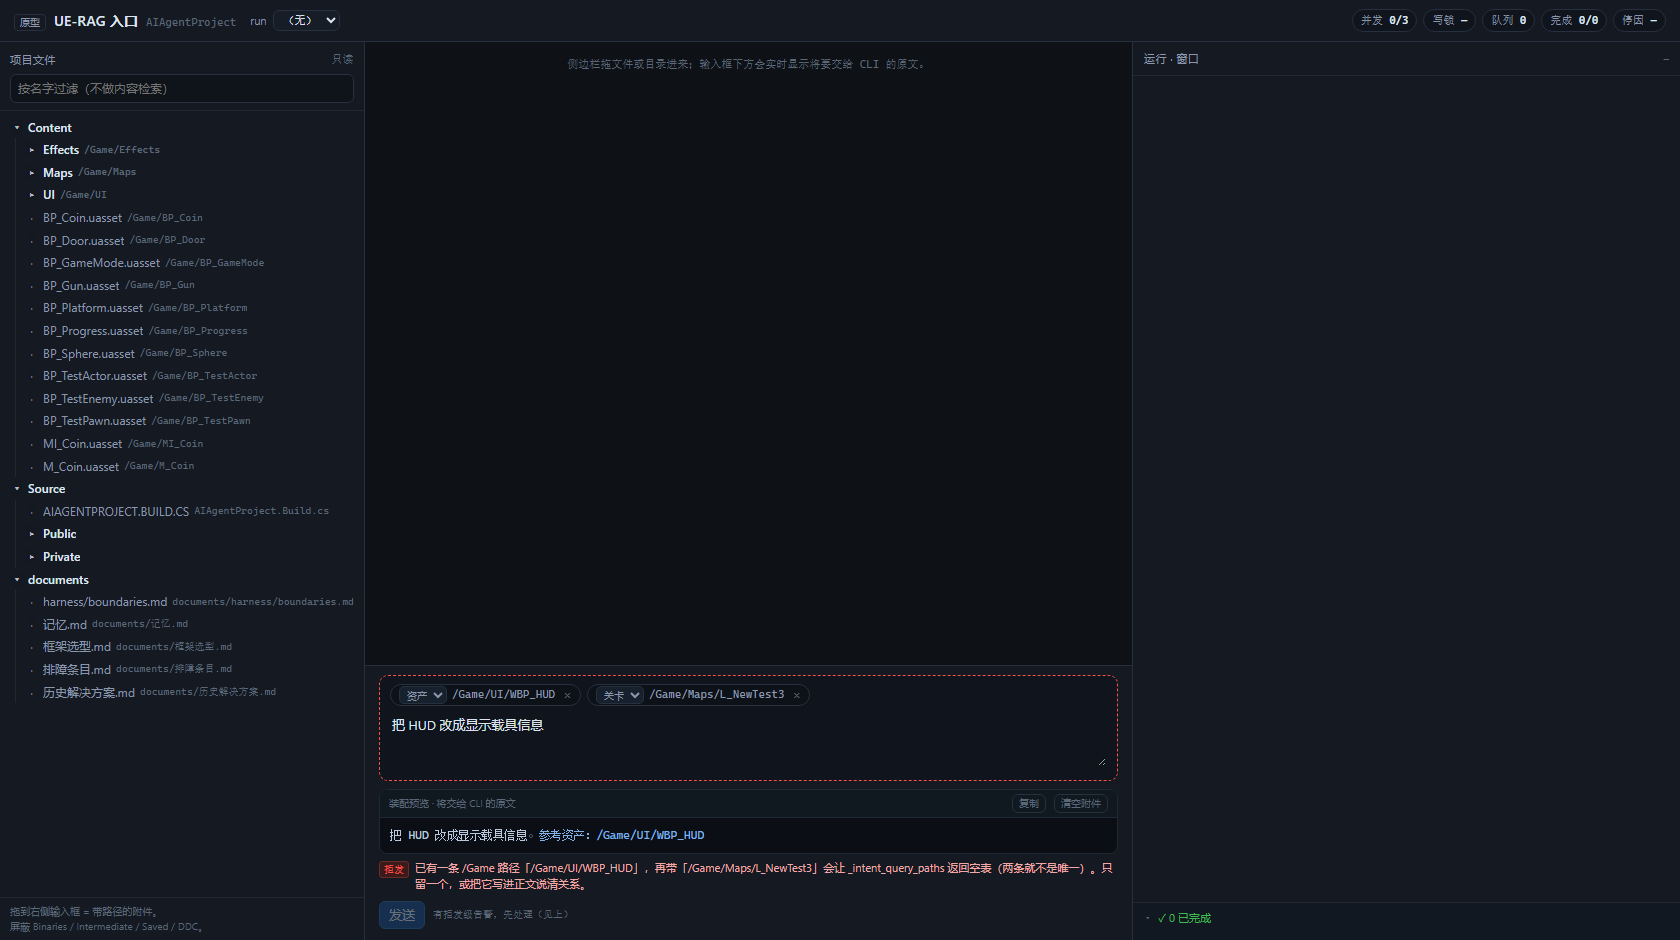 原型 UE-RAG 入口 AIAgentProject run （无） 并发 0/3 写锁 – 队列 0 完成 0/0 停因 –
项目文件 只读
按名字过滤（不做内容检索）
Content
Effects /Game/Effects
Maps /Game/Maps
UI /Game/UI
BP_Coin.uasset /Game/BP_Coin
BP_Door.uasset /Game/BP_Door
BP_GameMode.uasset /Game/BP_GameMode
BP_Gun.uasset /Game/BP_Gun
BP_Platform.uasset /Game/BP_Platform
BP_Progress.uasset /Game/BP_Progress
BP_Sphere.uasset /Game/BP_Sphere
BP_TestActor.uasset /Game/BP_TestActor
BP_TestEnemy.uasset /Game/BP_TestEnemy
BP_TestPawn.uasset /Game/BP_TestPawn
MI_Coin.uasset /Game/MI_Coin
M_Coin.uasset /Game/M_Coin
Source
AIAGENTPROJECT.BUILD.CS AIAgentProject.Build.cs
Public
Private
documents
harness/boundaries.md documents/harness/boundaries.md
记忆.md documents/记忆.md
框架选型.md documents/框架选型.md
排障条目.md documents/排障条目.md
历史解决方案.md documents/历史解决方案.md
拖到右侧输入框 = 带路径的附件。
屏蔽 Binaries / Intermediate / Saved / DDC。
侧边栏拖文件或目录进来；输入框下方会实时显示将要交给 CLI 的原文。
资产 /Game/UI/WBP_HUD × 关卡 /Game/Maps/L_NewTest3 ×
把 HUD 改成显示载具信息
装配预览 · 将交给 CLI 的原文 复制 清空附件
把 HUD 改成显示载具信息。参考资产：/Game/UI/WBP_HUD
拒发 已有一条 /Game 路径「/Game/UI/WBP_HUD」，再带「/Game/Maps/L_NewTest3」会让 _intent_query_paths 返回空表（两条就不是唯一）。只
留一个，或把它写进正文说清关系。
发送 有拒发级告警，先处理（见上）
运行 · 窗口 –
✓ 0 已完成